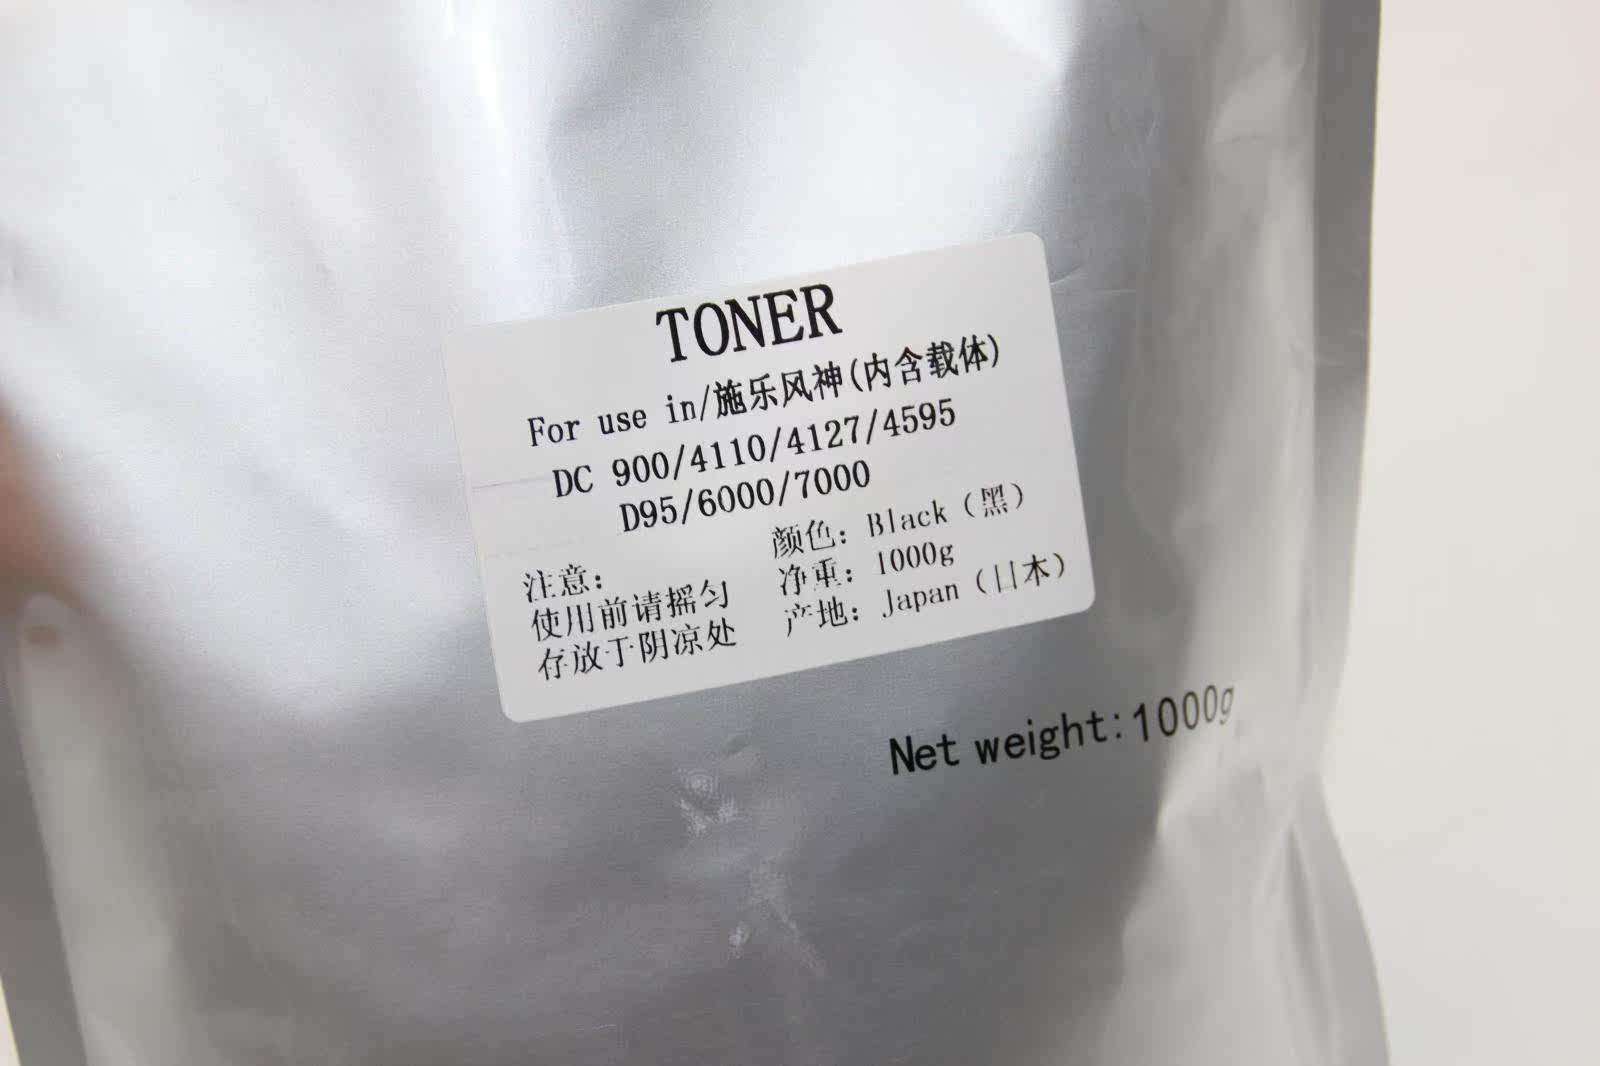 TONER
For use in/施乐风神(内含载体)
DC 900/4110/4127/4595
D95/6000/7000
注意：
使用前请摇匀
存放于阴凉处
颜色：Black（黑）
净重：1000g
产地：Japan（日本）
Net weight:1000g